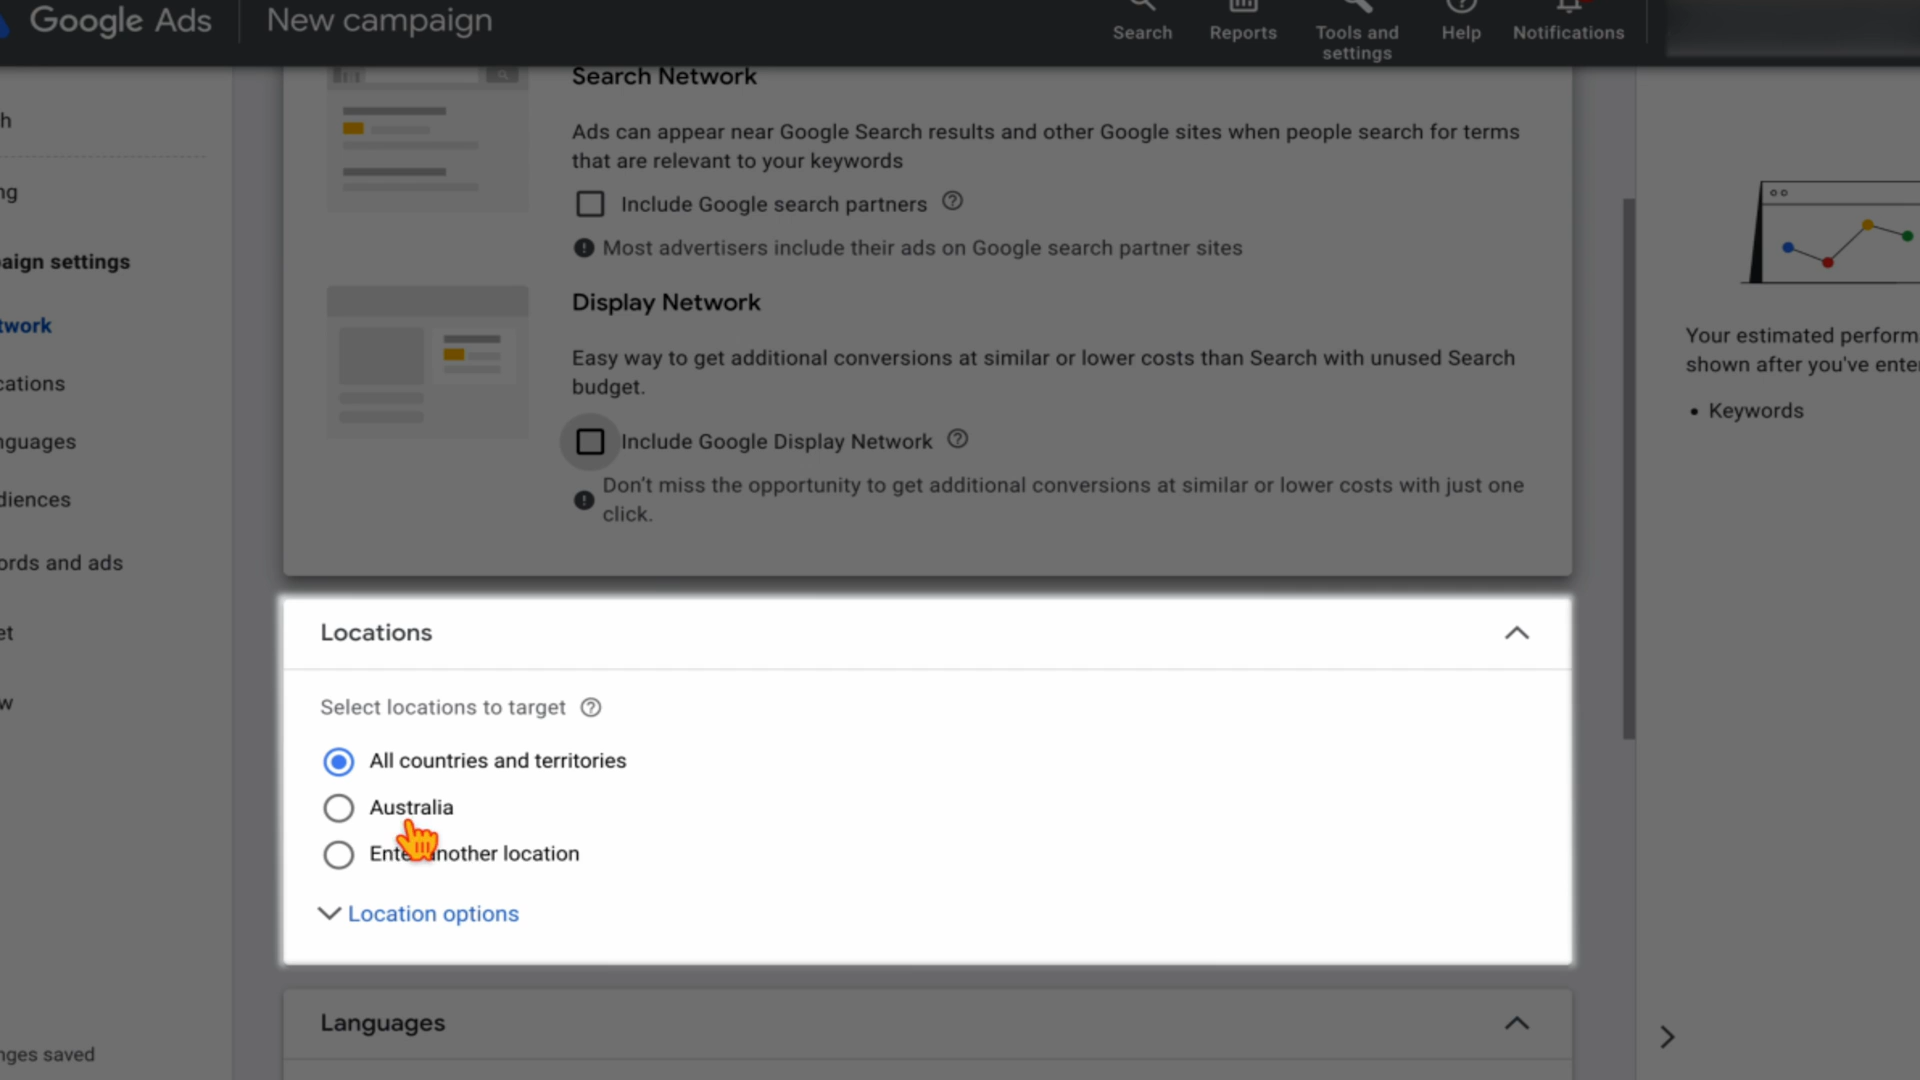 Google Ads
New campaign
Search
Reports
Tools and
settings
Help
Notifications
h
ng
aign settings
twork
cations
nguages
diences
ords and ads
et
w
nges saved
Search Network
Ads can appear near Google Search results and other Google sites when people search for terms
that are relevant to your keywords
Include Google search partners
Most advertisers include their ads on Google search partner sites
Display Network
Easy way to get additional conversions at similar or lower costs than Search with unused Search
budget.
Include Google Display Network
Don't miss the opportunity to get additional conversions at similar or lower costs with just one
click.
Locations
Select locations to target
All countries and territories
Australia
Enter another location
Location options
Languages
Your estimated perform
shown after you've enter
• Keywords